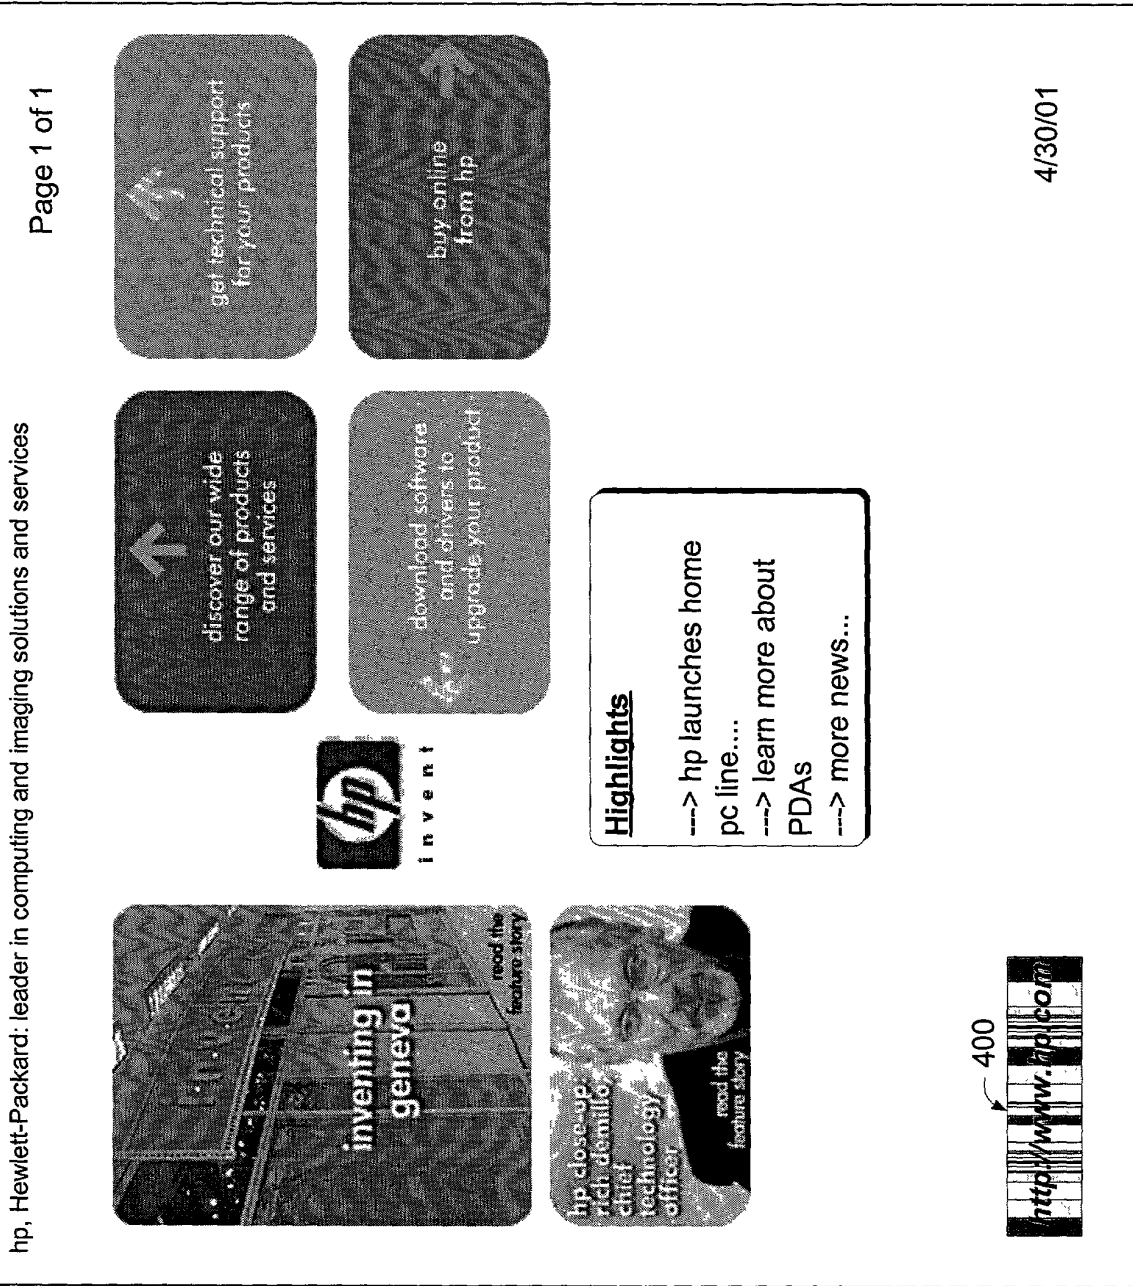 hp, Hewlett-Packard: leader in computing and imaging solutions and services
Page 1 of 1
inventing in
geneva
read the
feature story
hp
invent
discover our wide
range of products
and services
get technical support
for your products
download software
and drivers to
upgrade your product
buy online
from hp
hp close-up
rich demillo
chief
technology
officer
read the
feature story
Highlights
---> hp launches home
pc line....
---> learn more about
PDAs
---> more news...
400
http://www.hp.com
4/30/01